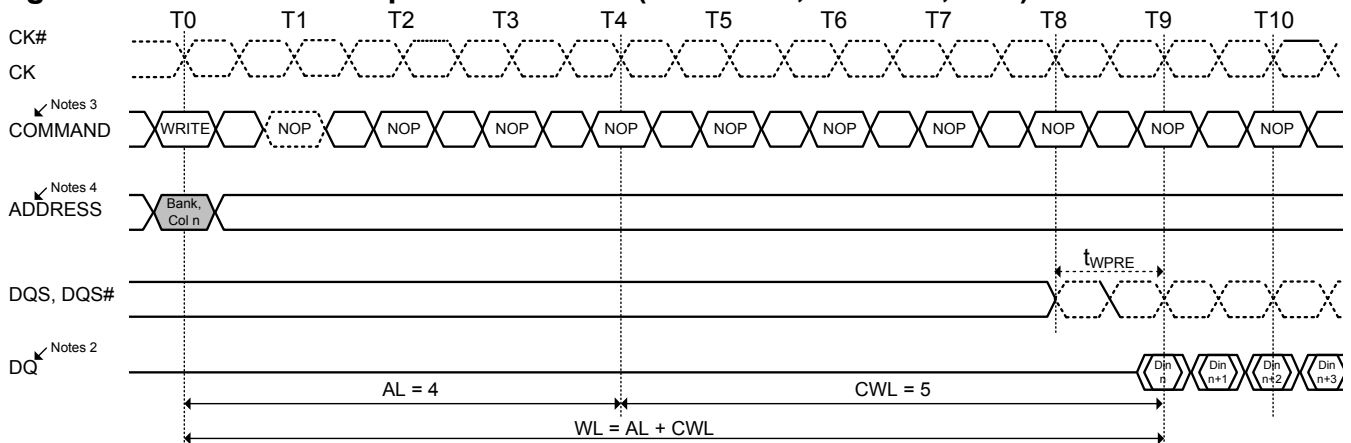 T0 T1 T2 T3 T4 T5 T6 T7 T8 T9 T10
CK#
CK
Notes 3
COMMAND WRITE NOP NOP NOP NOP NOP NOP NOP NOP NOP NOP
Notes 4
ADDRESS Bank,
Col n
tWPRE
DQS, DQS#
Notes 2
DQ Din Din Din Din
n n+1 n+2 n+3
AL = 4 CWL = 5
WL = AL + CWL